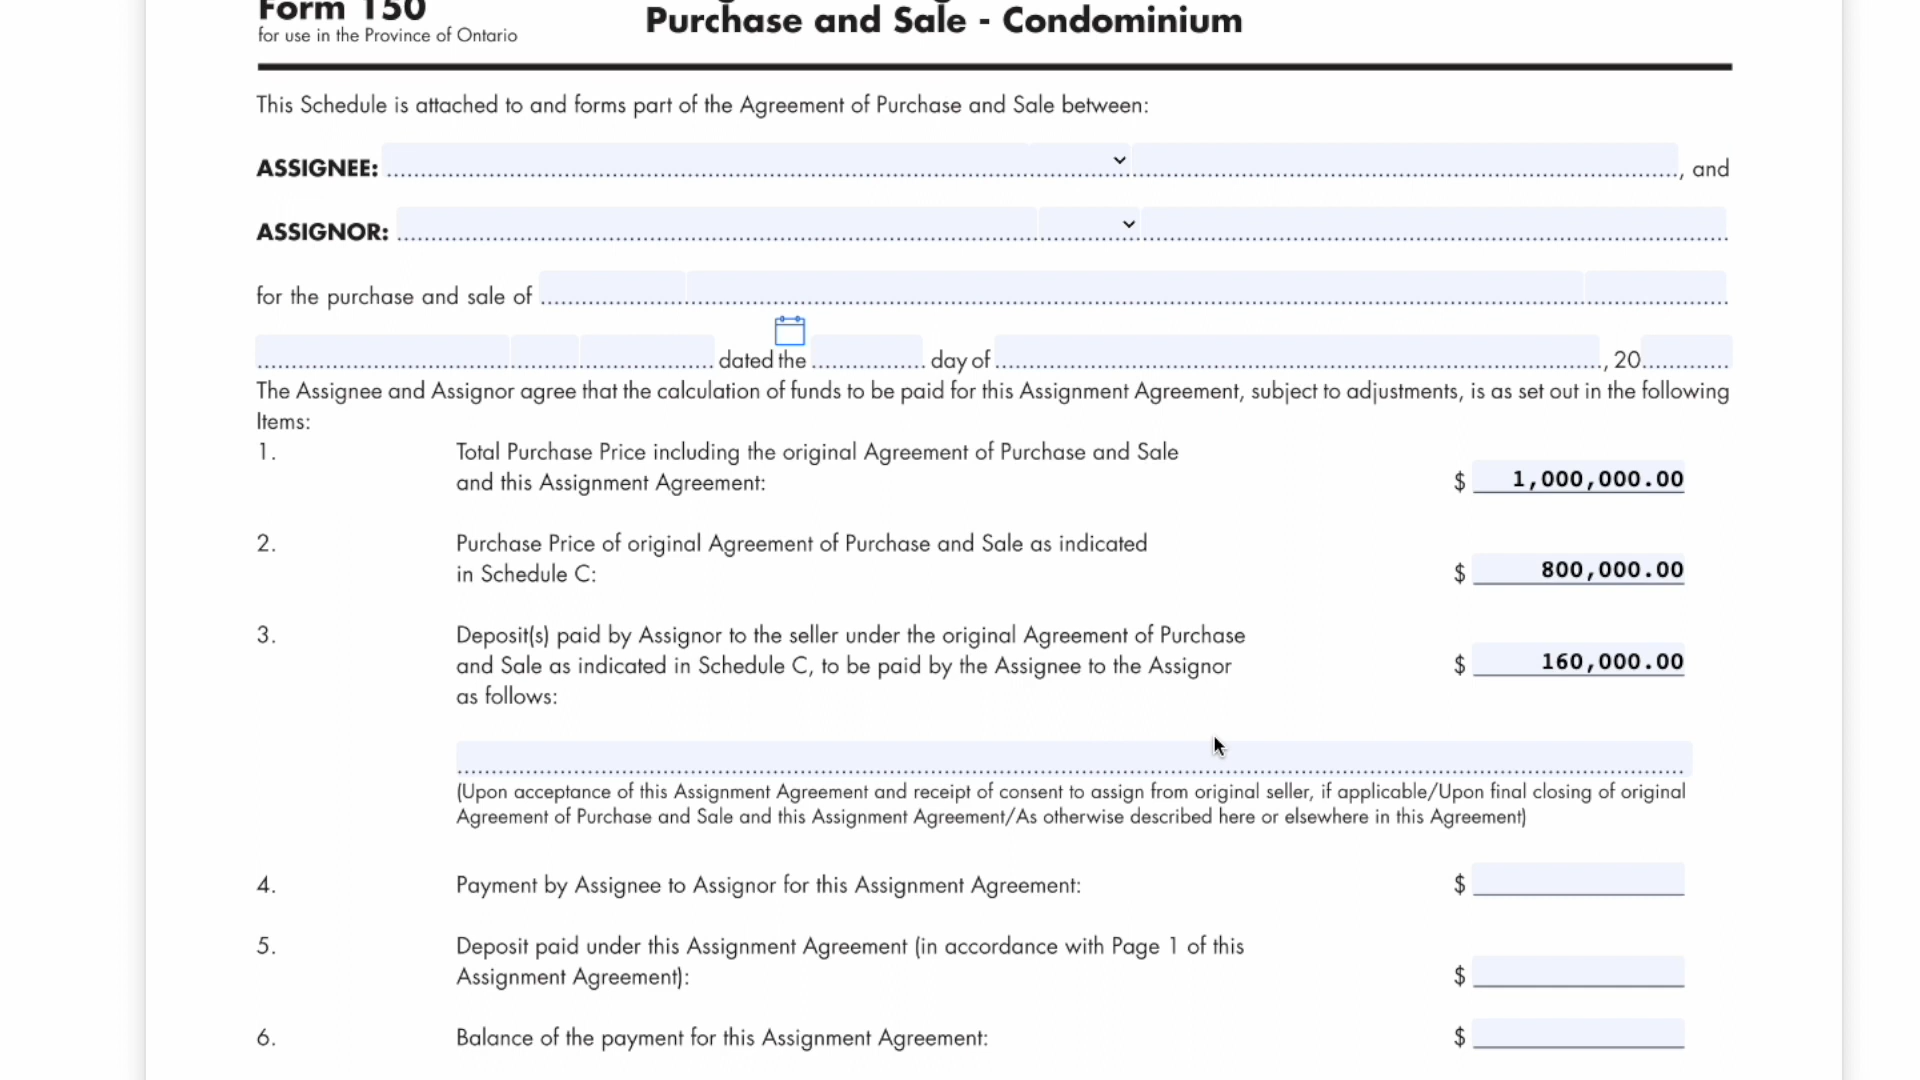 Form 150
for use in the Province of Ontario
Purchase and Sale - Condominium
This Schedule is attached to and forms part of the Agreement of Purchase and Sale between:
ASSIGNEE: , and
ASSIGNOR:
for the purchase and sale of
dated the day of , 20
The Assignee and Assignor agree that the calculation of funds to be paid for this Assignment Agreement, subject to adjustments, is as set out in the following
Items:
1. Total Purchase Price including the original Agreement of Purchase and Sale
and this Assignment Agreement: $ 1,000,000.00
2. Purchase Price of original Agreement of Purchase and Sale as indicated
in Schedule C: $ 800,000.00
3. Deposit(s) paid by Assignor to the seller under the original Agreement of Purchase
and Sale as indicated in Schedule C, to be paid by the Assignee to the Assignor $ 160,000.00
as follows:
(Upon acceptance of this Assignment Agreement and receipt of consent to assign from original seller, if applicable/Upon final closing of original
Agreement of Purchase and Sale and this Assignment Agreement/As otherwise described here or elsewhere in this Agreement)
4. Payment by Assignee to Assignor for this Assignment Agreement: $
5. Deposit paid under this Assignment Agreement (in accordance with Page 1 of this
Assignment Agreement): $
6. Balance of the payment for this Assignment Agreement: $